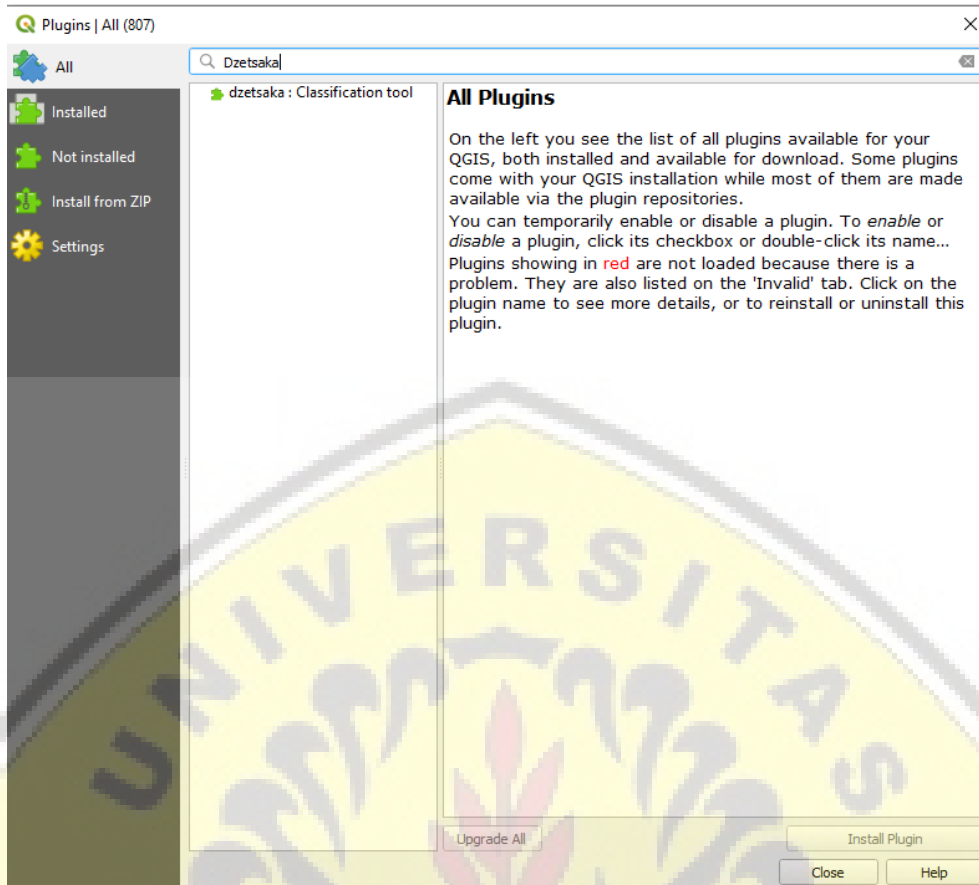 Plugins | All (807)
All
Installed
Not installed
Install from ZIP
Settings
Dzetsaka
dzetsaka : Classification tool
All Plugins
On the left you see the list of all plugins available for your
QGIS, both installed and available for download. Some plugins
come with your QGIS installation while most of them are made
available via the plugin repositories.
You can temporarily enable or disable a plugin. To enable or
disable a plugin, click its checkbox or double-click its name...
Plugins showing in red are not loaded because there is a
problem. They are also listed on the 'Invalid' tab. Click on the
plugin name to see more details, or to reinstall or uninstall this
plugin.
UNIVERSITAS
Upgrade All
Install Plugin
Close
Help